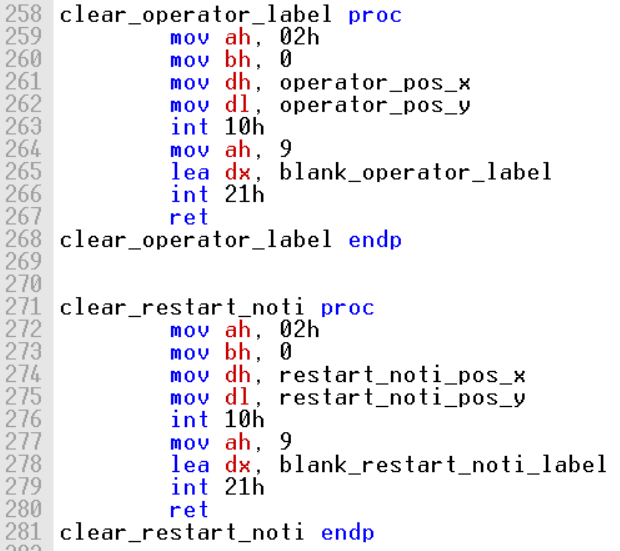 258 clear_operator_label proc
259 mov ah, 02h
260 mov bh, 0
261 mov dh, operator_pos_x
262 mov dl, operator_pos_y
263 int 10h
264 mov ah, 9
265 lea dx, blank_operator_label
266 int 21h
267 ret
268 clear_operator_label endp
269
270
271 clear_restart_noti proc
272 mov ah, 02h
273 mov bh, 0
274 mov dh, restart_noti_pos_x
275 mov dl, restart_noti_pos_y
276 int 10h
277 mov ah, 9
278 lea dx, blank_restart_noti_label
279 int 21h
280 ret
281 clear_restart_noti endp